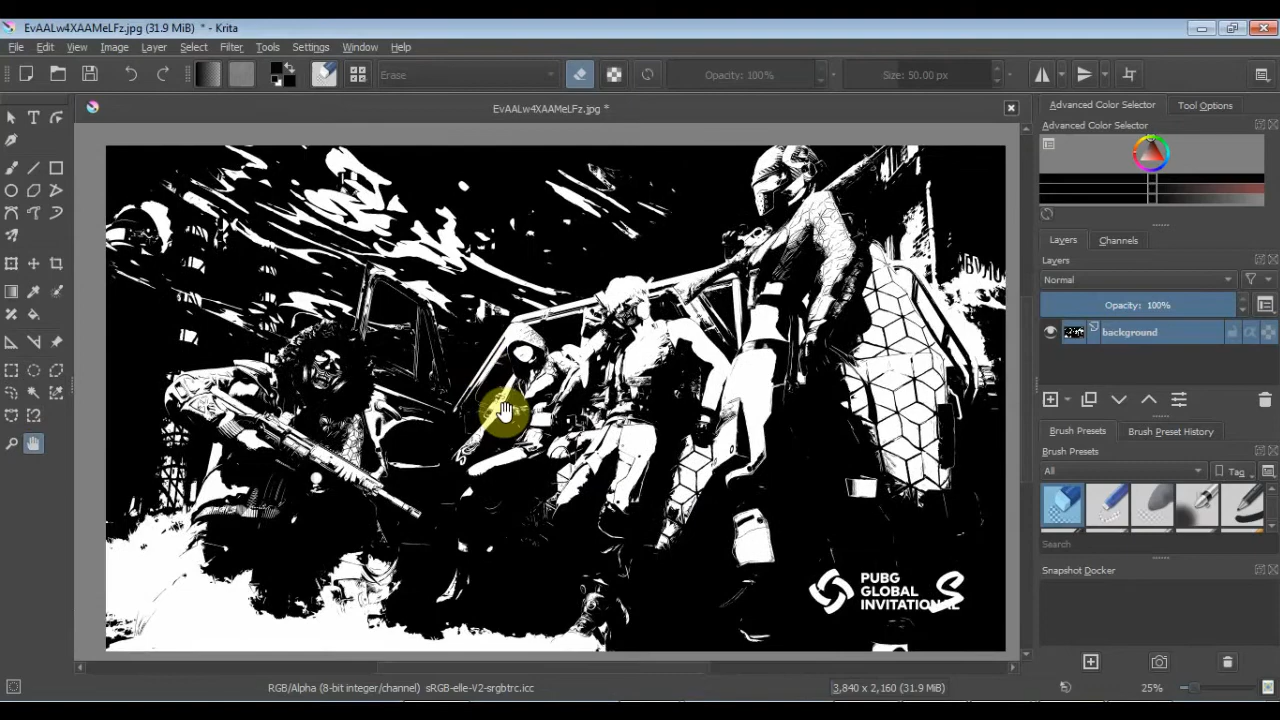 EvAALw4XAAMeLFz.jpg (31.9 MiB) * - Krita
File Edit View Image Layer Select Filter Tools Settings Window Help
Erase Opacity: 100% Size: 50.00 px
EvAALw4XAAMeLFz.jpg *
Advanced Color Selector Tool Options
Advanced Color Selector
Layers Channels
Layers
Normal
Opacity: 100%
background
Brush Presets Brush Preset History
Brush Presets
All Tag
Search
Snapshot Docker
PUBG
GLOBAL
INVITATIONAL
S
RGB/Alpha (8-bit integer/channel) sRGB-elle-V2-srgbtrc.icc 3,840 x 2,160 (31.9 MiB) 25%